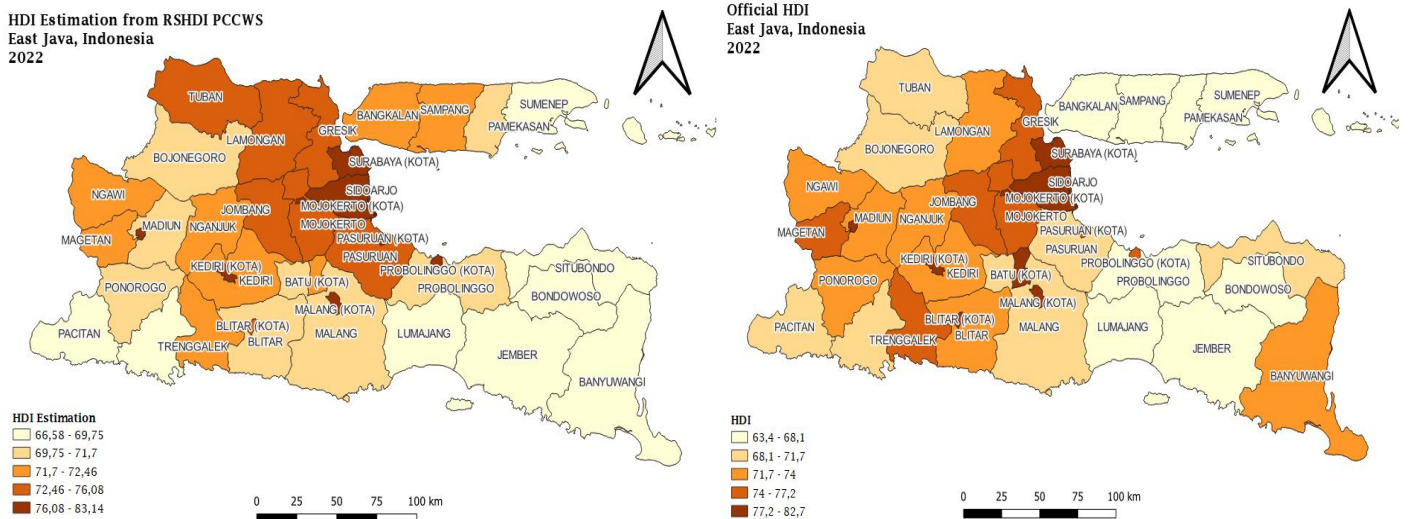 HDI Estimation from RSHDI PCCWS
East Java, Indonesia
2022
TUBAN
LAMONGAN
BOJONEGORO
GRESIK
BANGKALAN
SAMPANG
SUMENEP
PAMEKASAN
SURABAYA (KOTA)
SIDOARJO
NGAWI
JOMBANG
MOJOKERTO (KOTA)
MADIUN
NGANJUK
MOJOKERTO
MAGETAN
PASURUAN (KOTA)
PASURUAN
KEDIRI (KOTA)
KEDIRI
PROBOLINGGO (KOTA)
SITUBONDO
PONOROGO
BATU (KOTA)
PROBOLINGGO
BONDOWOSO
MALANG (KOTA)
PACITAN
BLITAR (KOTA)
MALANG
LUMAJANG
TRENGGALEK
BLITAR
JEMBER
BANYUWANGI
HDI Estimation
66,58 - 69,75
69,75 - 71,7
71,7 - 72,46
72,46 - 76,08
76,08 - 83,14
0 25 50 75 100 km
Official HDI
East Java, Indonesia
2022
TUBAN
LAMONGAN
BOJONEGORO
GRESIK
BANGKALAN
SAMPANG
SUMENEP
PAMEKASAN
SURABAYA (KOTA)
SIDOARJO
NGAWI
JOMBANG
MOJOKERTO (KOTA)
MADIUN
NGANJUK
MOJOKERTO
MAGETAN
PASURUAN (KOTA)
PASURUAN
KEDIRI (KOTA)
KEDIRI
PROBOLINGGO (KOTA)
SITUBONDO
PONOROGO
BATU (KOTA)
PROBOLINGGO
BONDOWOSO
MALANG (KOTA)
PACITAN
BLITAR (KOTA)
MALANG
LUMAJANG
TRENGGALEK
BLITAR
JEMBER
BANYUWANGI
HDI
63,4 - 68,1
68,1 - 71,7
71,7 - 74
74 - 77,2
77,2 - 82,7
0 25 50 75 100 km